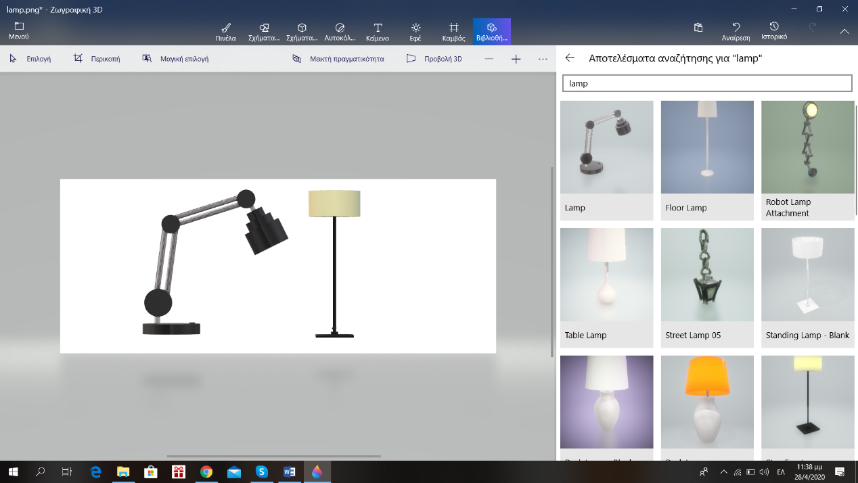 lamp.png* - Ζωγραφική 3D
Μενού
Πινέλα
Σχήματα...
Σχήματα...
Αυτοκόλ...
Κείμενο
Εφέ
Καμβάς
Βιβλιοθή...
Αναίρεση
Ιστορικό
Επιλογή
Περικοπή
Μαγική επιλογή
Μεικτή πραγματικότητα
Προβολή 3D
Αποτελέσματα αναζήτησης για "lamp"
lamp
Lamp
Floor Lamp
Robot Lamp
Attachment
Table Lamp
Street Lamp 05
Standing Lamp - Blank
ΕΛ
11:38 μμ
28/4/2020